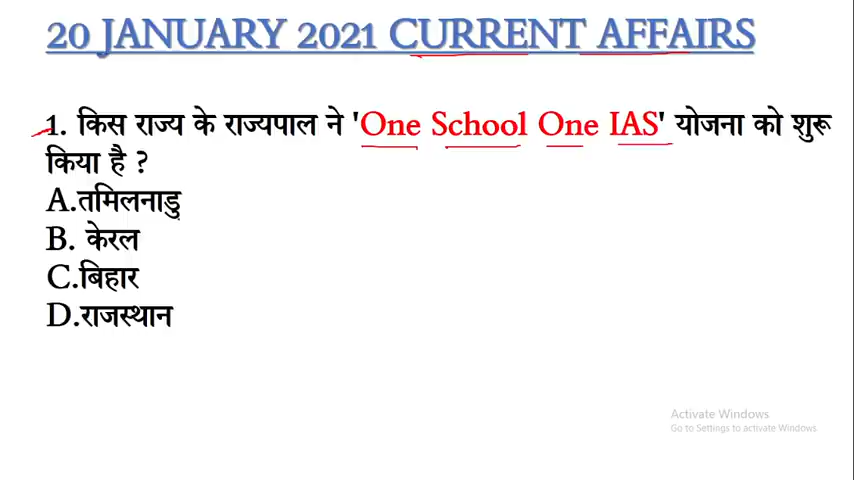 20 JANUARY 2021 CURRENT AFFAIRS
1. किस राज्य के राज्यपाल ने 'One School One IAS' योजना को शुरू
किया है ?
A.तमिलनाडु
B. केरल
C.बिहार
D.राजस्थान
Activate Windows
Go to Settings to activate Windows.